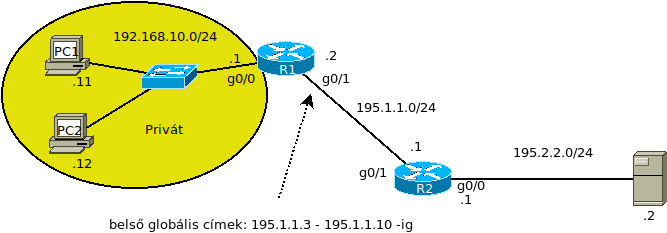 192.168.10.0/24
PC1
.1
.2
R1
g0/0
g0/1
.11
195.1.1.0/24
PC2
Privát
.12
.1
195.2.2.0/24
g0/1
R2
g0/0
.1
.2
belső globális címek: 195.1.1.3 - 195.1.1.10 -ig